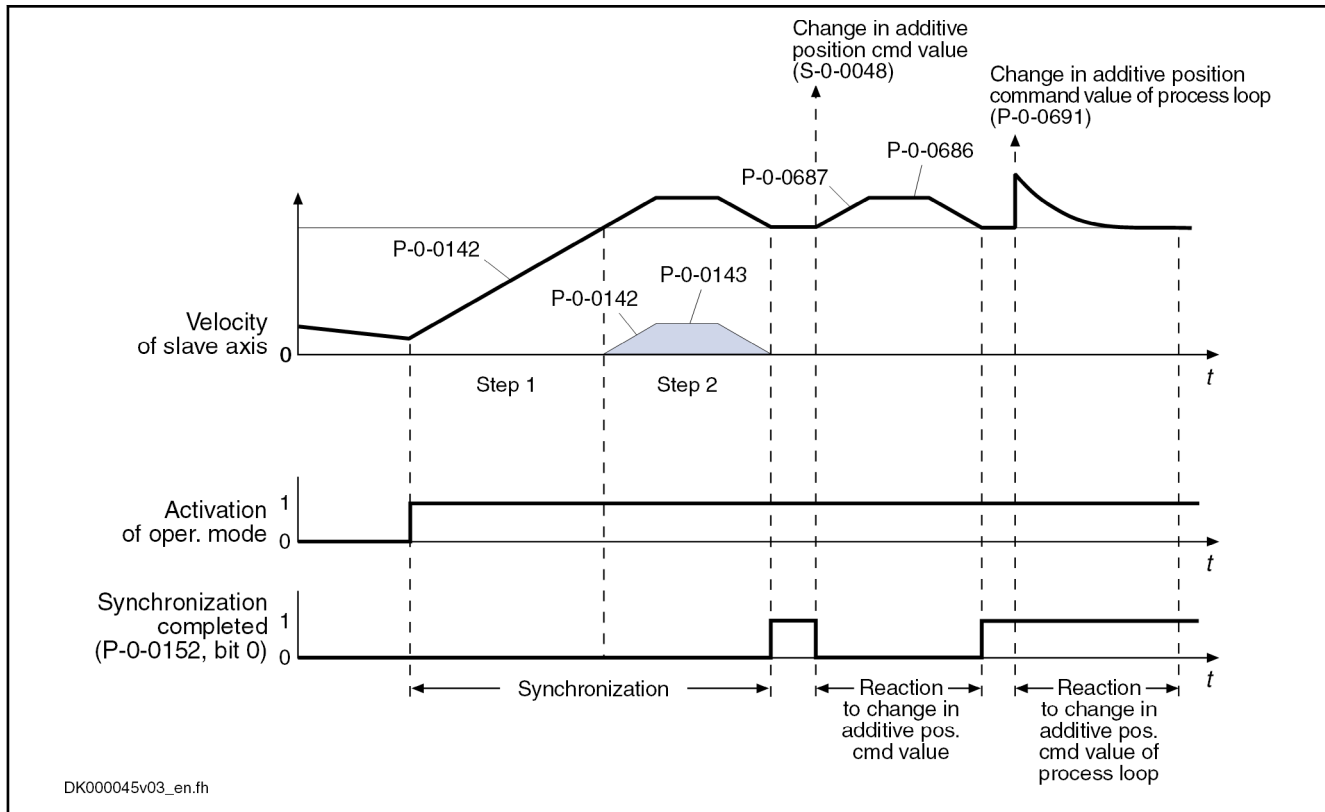 Change in additive
position cmd value
(S-0-0048)
Change in additive position
command value of process loop
(P-0-0691)
P-0-0686
P-0-0687
P-0-0142
P-0-0143
P-0-0142
Velocity
of slave axis
0
t
Step 1
Step 2
Activation
of oper. mode
1
0
t
Synchronization
completed
(P-0-0152, bit 0)
1
0
t
Synchronization
Reaction
to change in
additive pos.
cmd value
Reaction
to change in
additive pos.
cmd value of
process loop
DK000045v03_en.fh